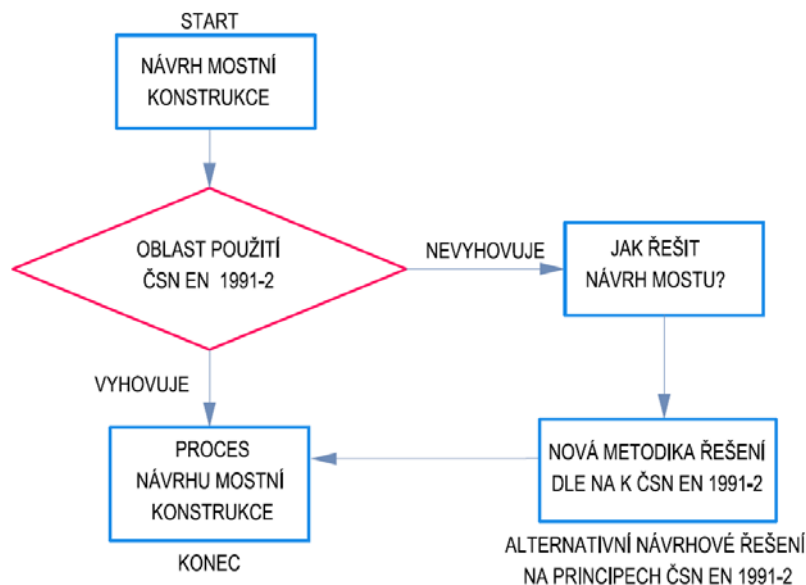 START
NÁVRH MOSTNÍ
KONSTRUKCE
OBLAST POUŽITÍ
ČSN EN 1991-2
NEVYHOVUJE
JAK ŘEŠIT
NÁVRH MOSTU?
VYHOVUJE
PROCES
NÁVRHU MOSTNÍ
KONSTRUKCE
KONEC
NOVÁ METODIKA ŘEŠENÍ
DLE NA K ČSN EN 1991-2
ALTERNATIVNÍ NÁVRHOVÉ ŘEŠENÍ
NA PRINCIPECH ČSN EN 1991-2